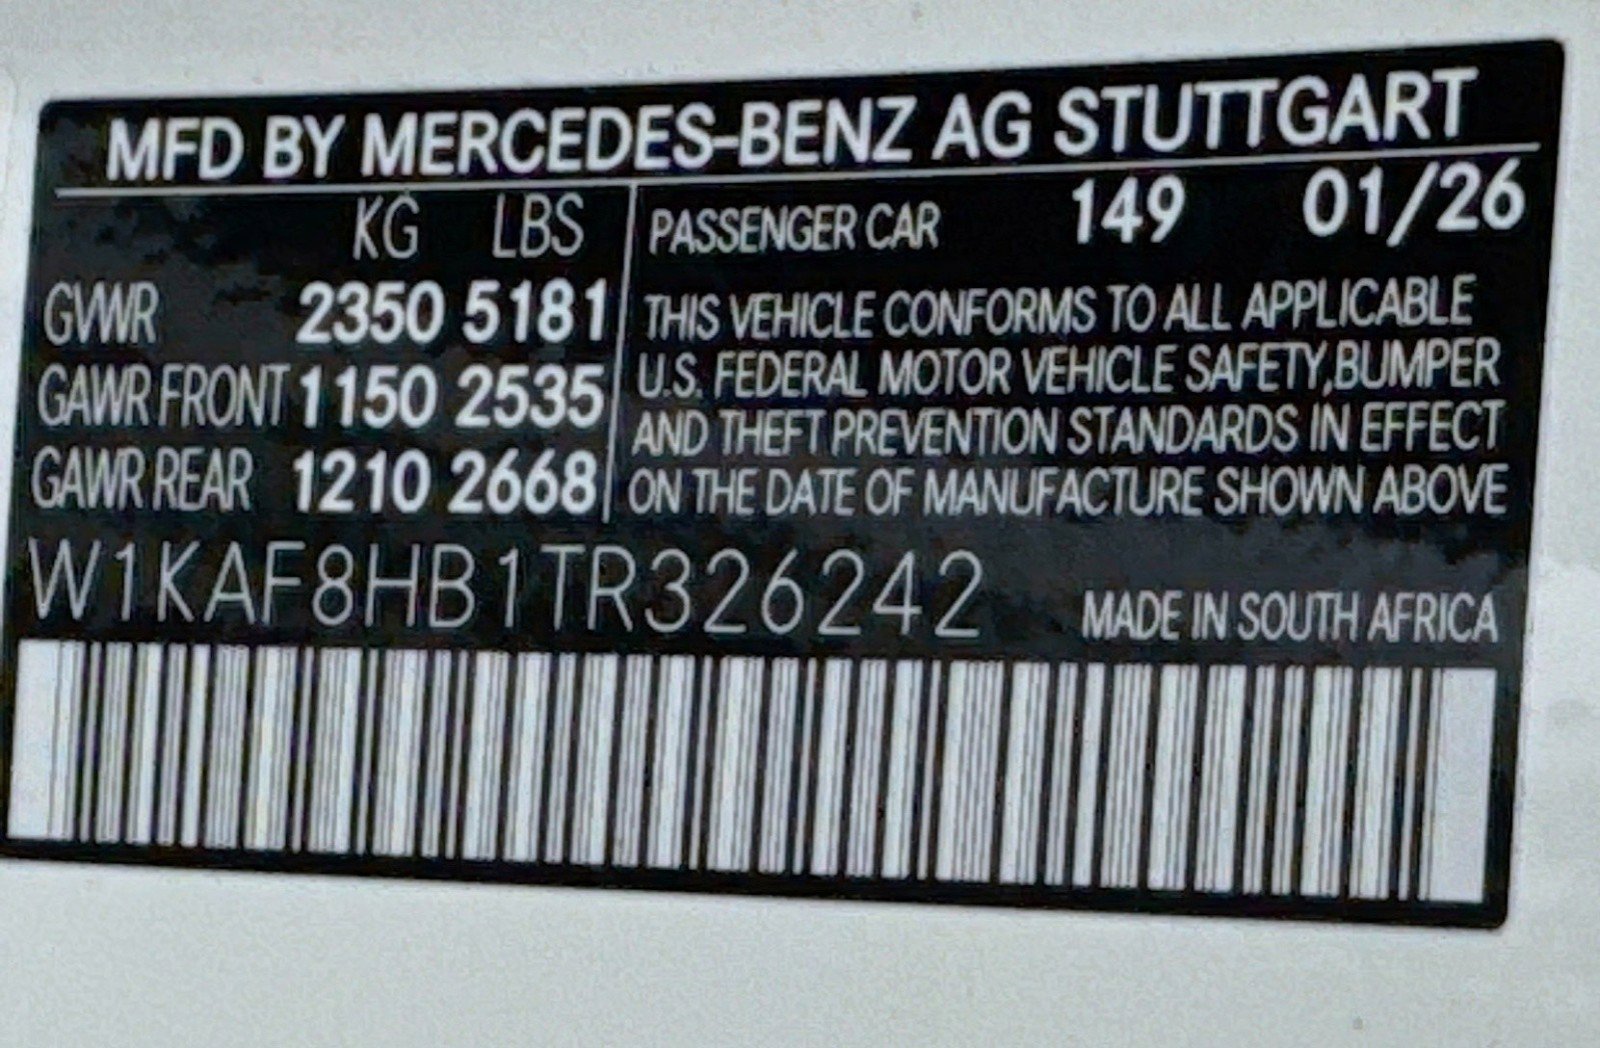 MFD BY MERCEDES-BENZ AG STUTTGART
KG LBS
GVWR 2350 5181
GAWR FRONT 1150 2535
GAWR REAR 1210 2668
PASSENGER CAR 149 01/26
THIS VEHICLE CONFORMS TO ALL APPLICABLE
U.S. FEDERAL MOTOR VEHICLE SAFETY,BUMPER
AND THEFT PREVENTION STANDARDS IN EFFECT
ON THE DATE OF MANUFACTURE SHOWN ABOVE
W1KAF8HB1TR326242
MADE IN SOUTH AFRICA